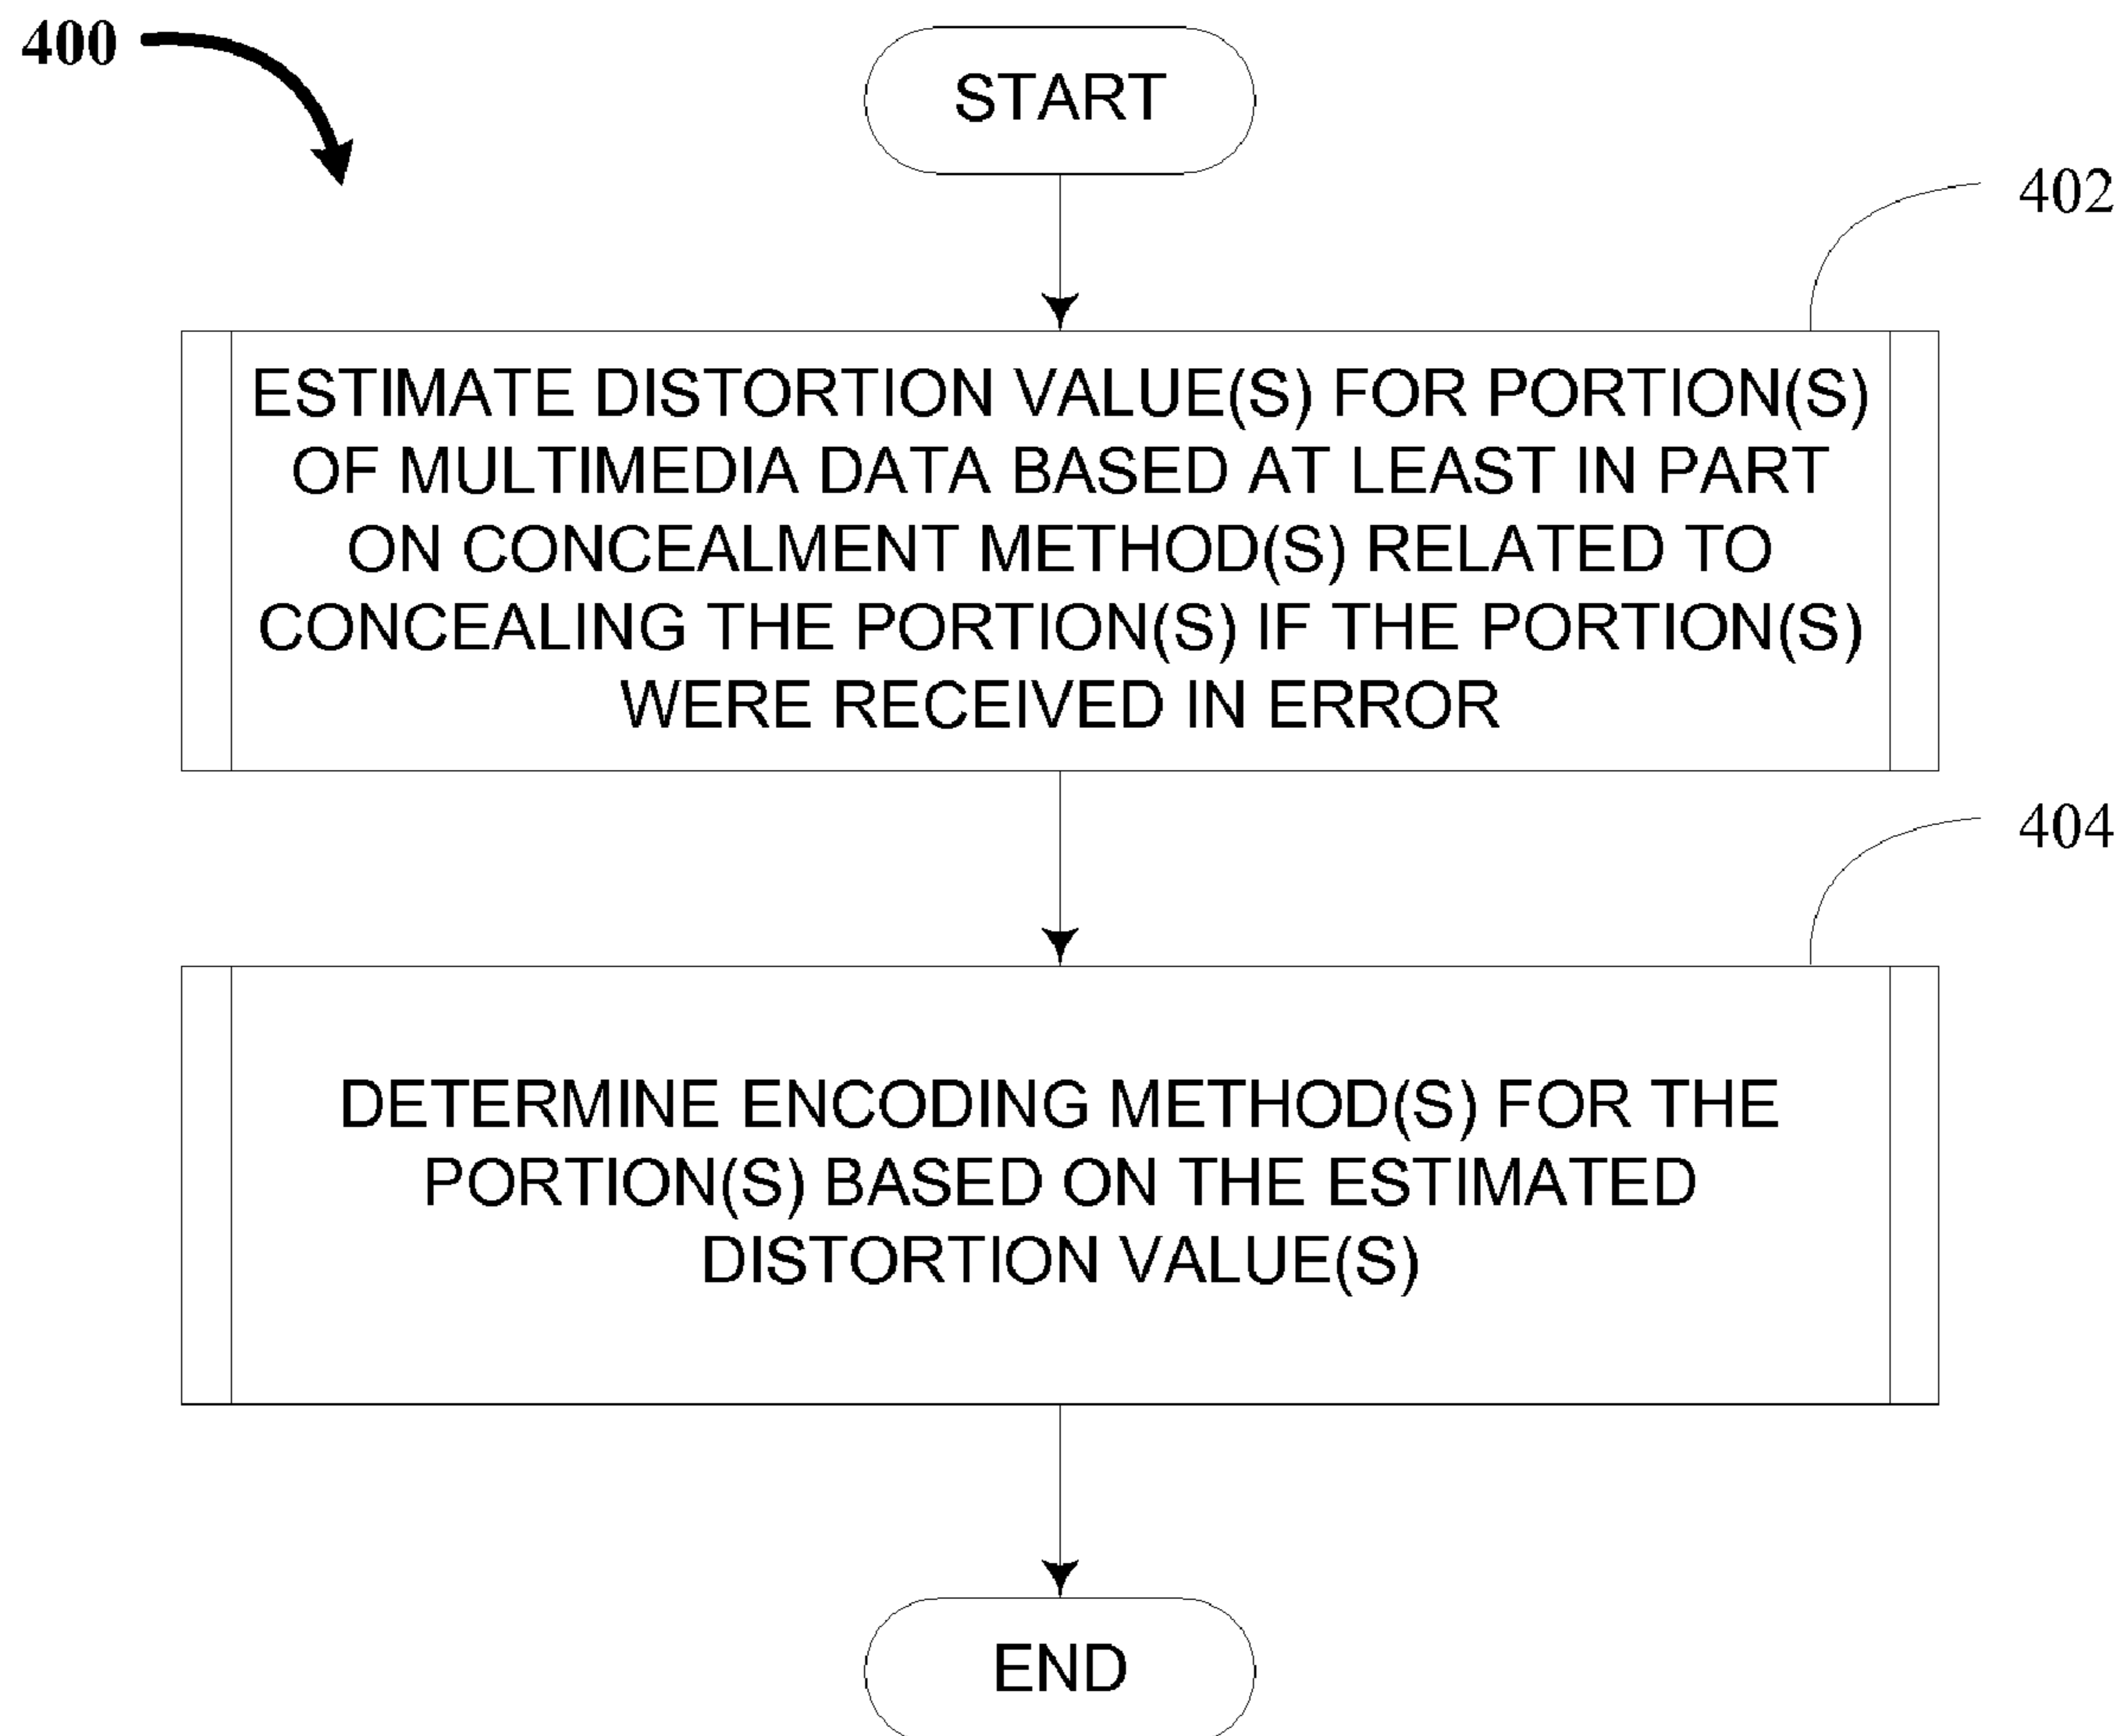 400
START
402
ESTIMATE DISTORTION VALUE(S) FOR PORTION(S)
OF MULTIMEDIA DATA BASED AT LEAST IN PART
ON CONCEALMENT METHOD(S) RELATED TO
CONCEALING THE PORTION(S) IF THE PORTION(S)
WERE RECEIVED IN ERROR
404
DETERMINE ENCODING METHOD(S) FOR THE
PORTION(S) BASED ON THE ESTIMATED
DISTORTION VALUE(S)
END